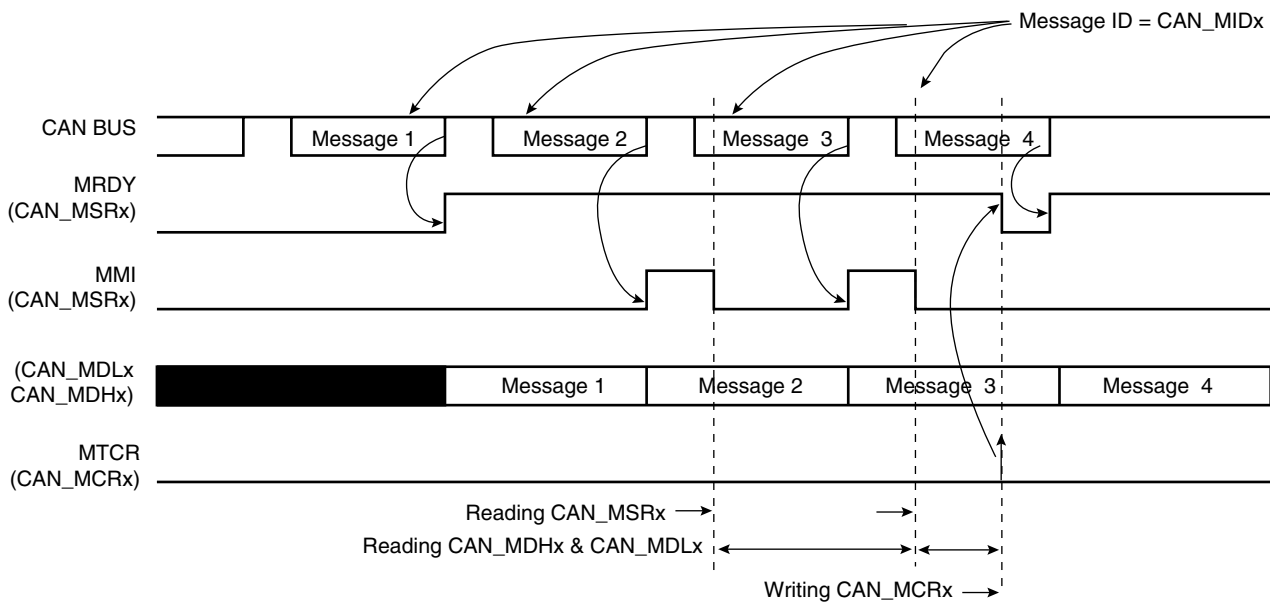 Message ID = CAN_MIDx
CAN BUS
Message 1
Message 2
Message 3
Message 4
MRDY
(CAN_MSRx)
MMI
(CAN_MSRx)
(CAN_MDLx
CAN_MDHx)
Message 1
Message 2
Message 3
Message 4
MTCR
(CAN_MCRx)
Reading CAN_MSRx
Reading CAN_MDHx & CAN_MDLx
Writing CAN_MCRx